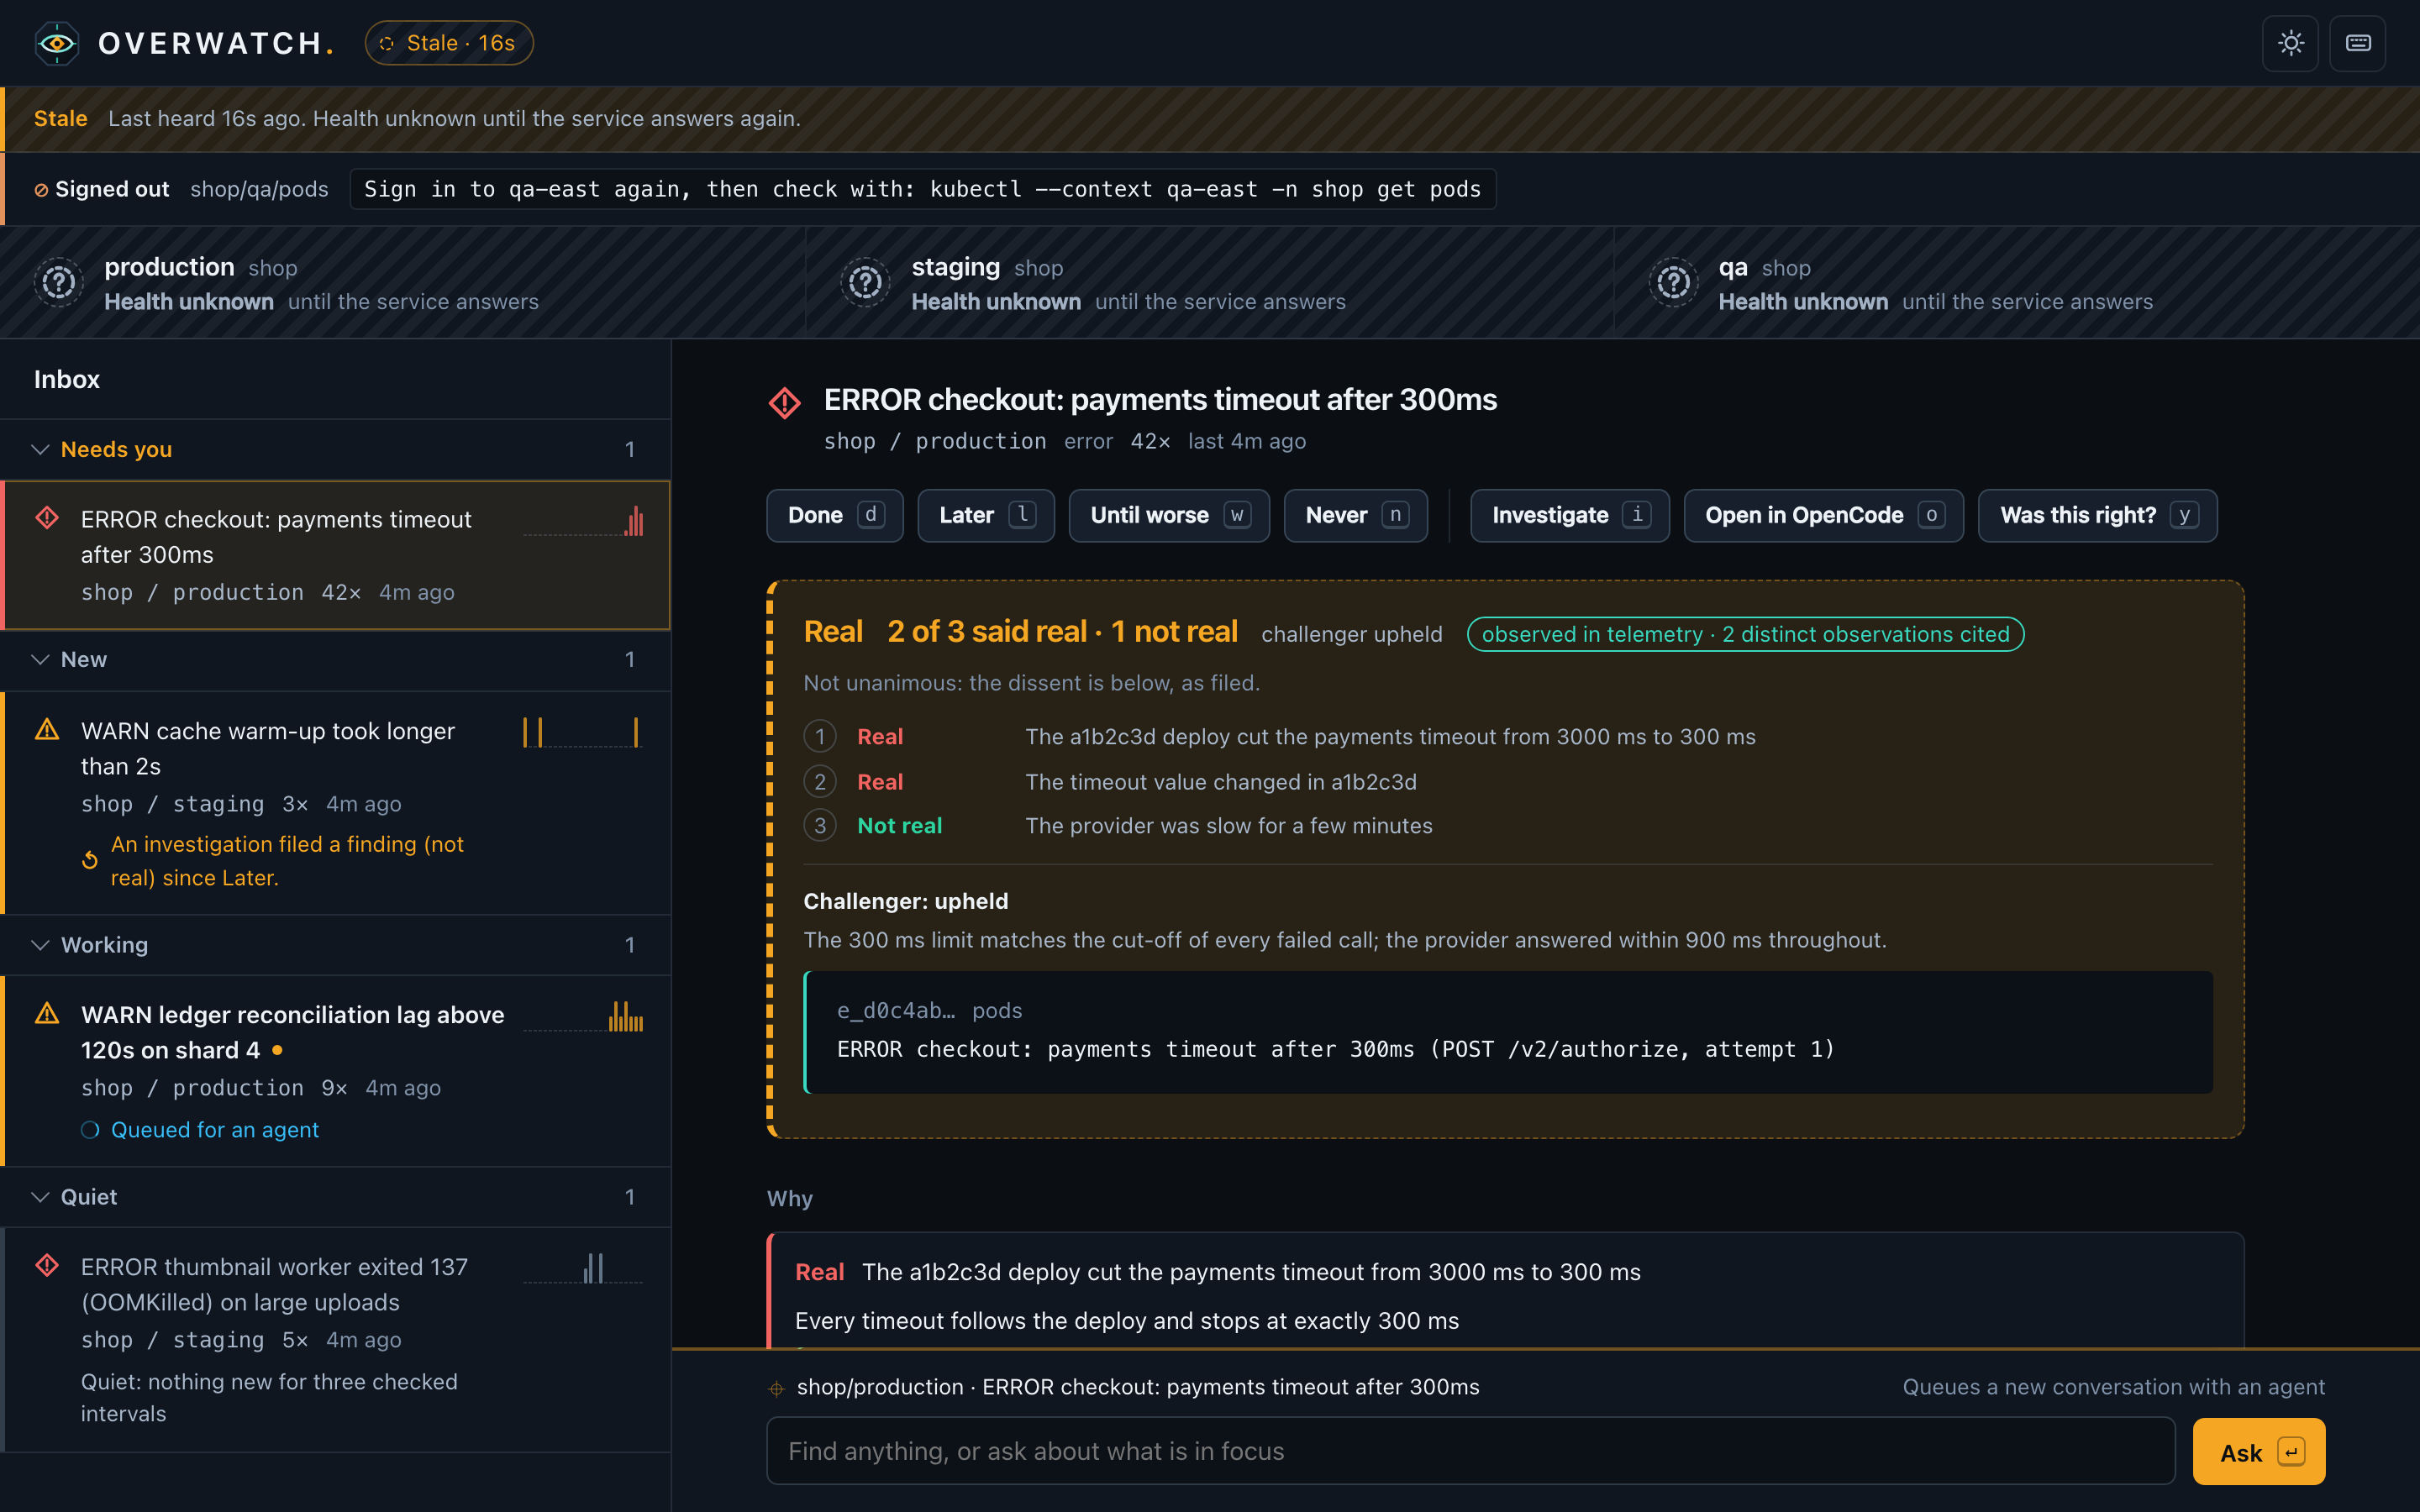 OVERWATCH.
Stale · 16s
Stale Last heard 16s ago. Health unknown until the service answers again.
Signed out shop/qa/pods Sign in to qa-east again, then check with: kubectl --context qa-east -n shop get pods
production shop
Health unknown until the service answers
staging shop
Health unknown until the service answers
qa shop
Health unknown until the service answers
Inbox
Needs you 1
ERROR checkout: payments timeout
after 300ms
shop / production 42× 4m ago
New 1
WARN cache warm-up took longer
than 2s
shop / staging 3× 4m ago
An investigation filed a finding (not
real) since Later.
Working 1
WARN ledger reconciliation lag above
120s on shard 4
shop / production 9× 4m ago
Queued for an agent
Quiet 1
ERROR thumbnail worker exited 137
(OOMKilled) on large uploads
shop / staging 5× 4m ago
Quiet: nothing new for three checked
intervals
ERROR checkout: payments timeout after 300ms
shop / production error 42× last 4m ago
Done d Later l Until worse w Never n Investigate i Open in OpenCode o Was this right? y
Real 2 of 3 said real · 1 not real challenger upheld observed in telemetry · 2 distinct observations cited
Not unanimous: the dissent is below, as filed.
1 Real The a1b2c3d deploy cut the payments timeout from 3000 ms to 300 ms
2 Real The timeout value changed in a1b2c3d
3 Not real The provider was slow for a few minutes
Challenger: upheld
The 300 ms limit matches the cut-off of every failed call; the provider answered within 900 ms throughout.
e_d0c4ab… pods
ERROR checkout: payments timeout after 300ms (POST /v2/authorize, attempt 1)
Why
Real The a1b2c3d deploy cut the payments timeout from 3000 ms to 300 ms
Every timeout follows the deploy and stops at exactly 300 ms
shop/production · ERROR checkout: payments timeout after 300ms
Queues a new conversation with an agent
Find anything, or ask about what is in focus
Ask ↵